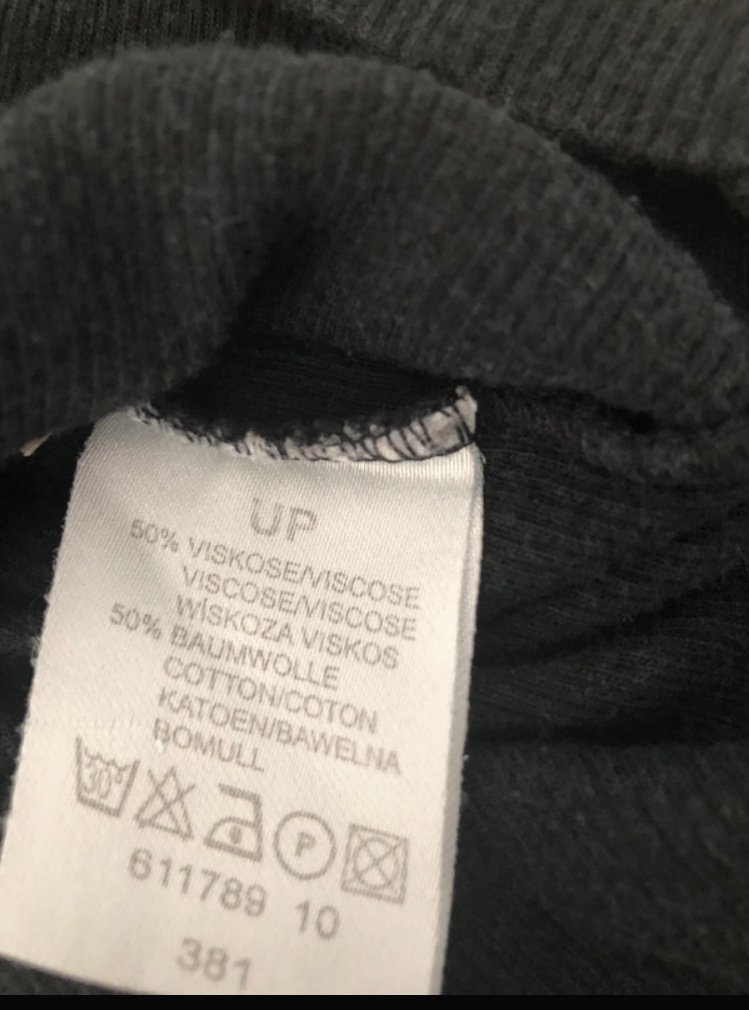 UP
50% VISKOSE/VISCOSE
VISCOSE/VISCOSE
WISKOZA VISKOS
50% BAUMWOLLE
COTTON/COTON
KATOEN/BAWELNA
BOMULL
30° P
611789 10
381